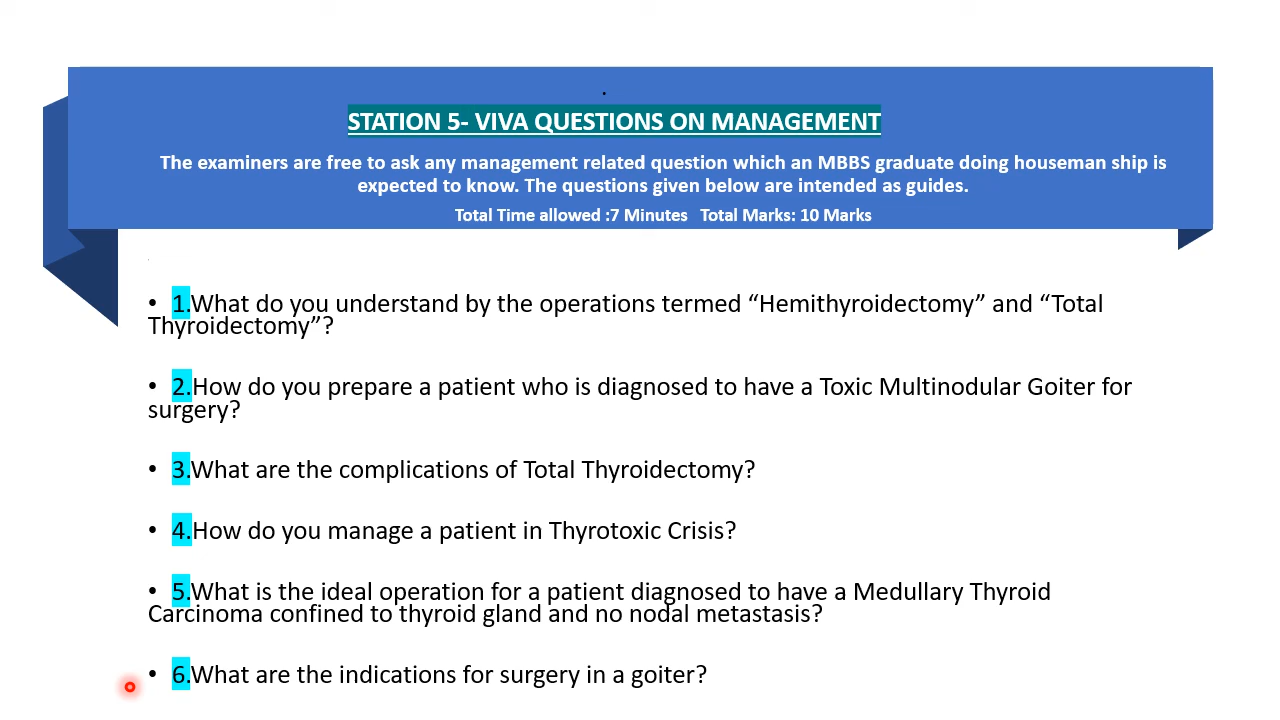 .
STATION 5- VIVA QUESTIONS ON MANAGEMENT
The examiners are free to ask any management related question which an MBBS graduate doing houseman ship is
expected to know. The questions given below are intended as guides.
Total Time allowed :7 Minutes   Total Marks: 10 Marks
• 1.What do you understand by the operations termed “Hemithyroidectomy” and “Total
Thyroidectomy”?
• 2.How do you prepare a patient who is diagnosed to have a Toxic Multinodular Goiter for
surgery?
• 3.What are the complications of Total Thyroidectomy?
• 4.How do you manage a patient in Thyrotoxic Crisis?
• 5.What is the ideal operation for a patient diagnosed to have a Medullary Thyroid
Carcinoma confined to thyroid gland and no nodal metastasis?
• 6.What are the indications for surgery in a goiter?